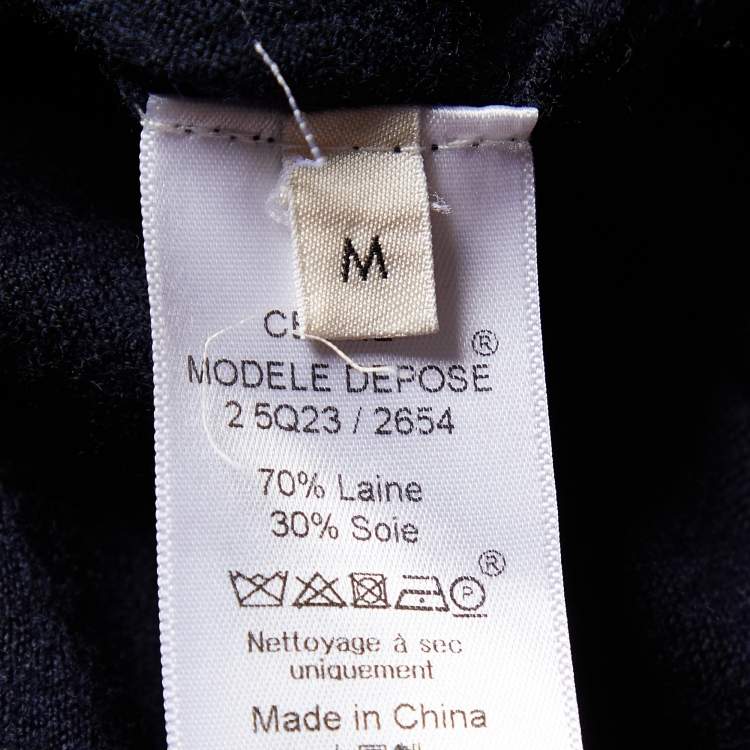 M
MODELE DEPOSE ®
2 5Q23 / 2654
70% Laine
30% Soie
®
P
Nettoyage à sec
uniquement
Made in China